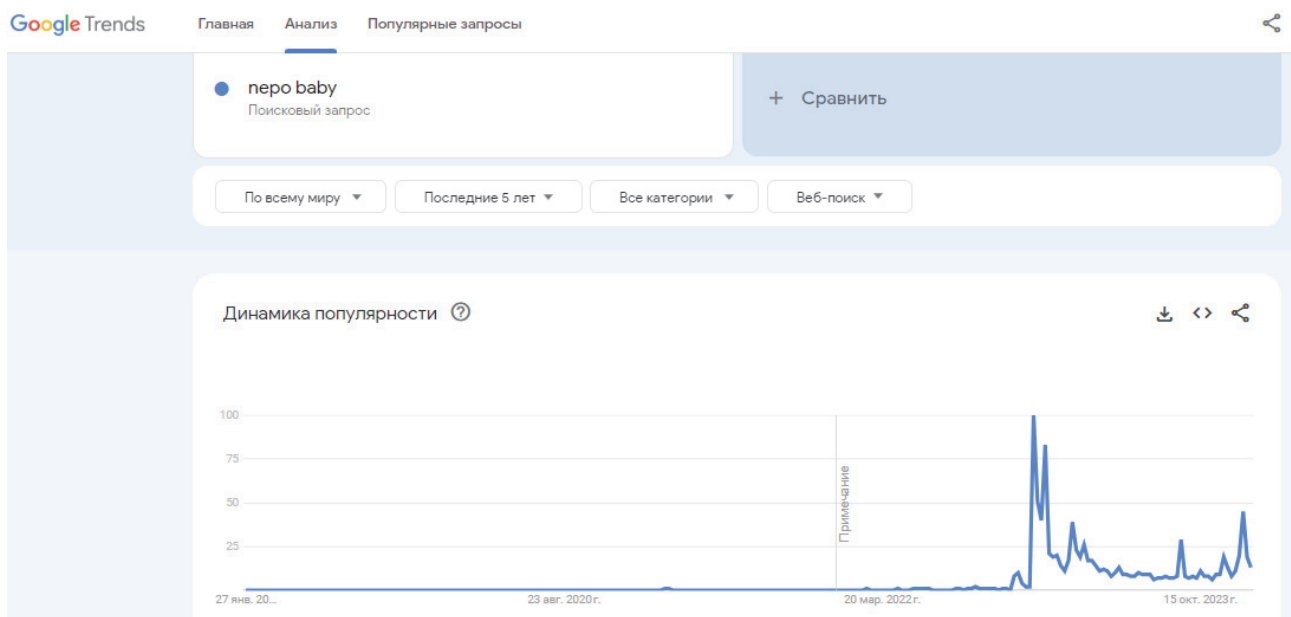 Google Trends Главная Анализ Популярные запросы
nepo baby
Поисковый запрос
+ Сравнить
По всему миру Последние 5 лет Все категории Веб-поиск
Динамика популярности ?
100
75
50
25
Примечание
27 янв. 20... 23 авг. 2020 г. 20 мар. 2022 г. 15 окт. 2023 г.